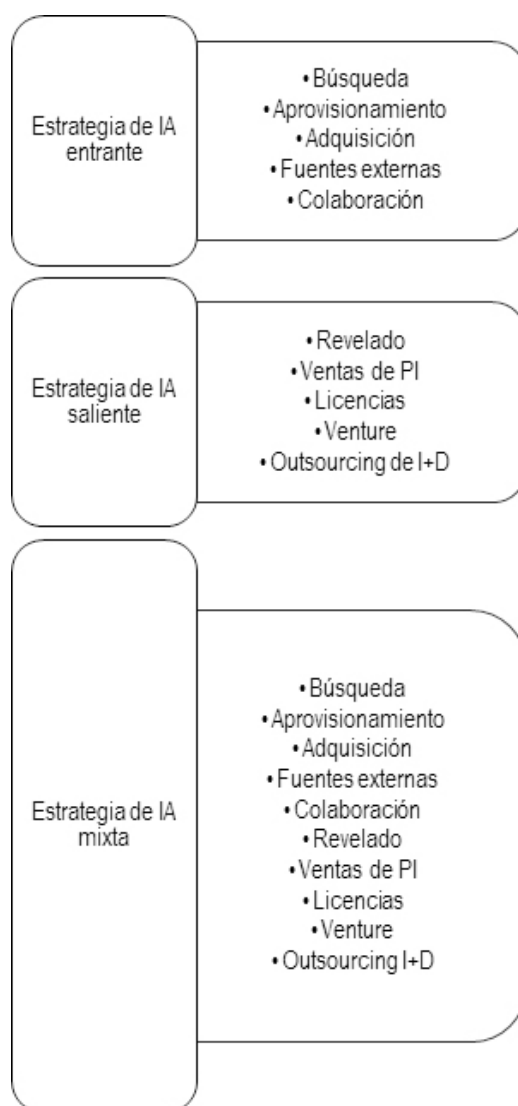 Estrategia de IA
entrante
• Búsqueda
• Aprovisionamiento
• Adquisición
• Fuentes externas
• Colaboración
Estrategia de IA
saliente
• Revelado
• Ventas de PI
• Licencias
• Venture
• Outsourcing de I+D
Estrategia de IA
mixta
• Búsqueda
• Aprovisionamiento
• Adquisición
• Fuentes externas
• Colaboración
• Revelado
• Ventas de PI
• Licencias
• Venture
• Outsourcing I+D